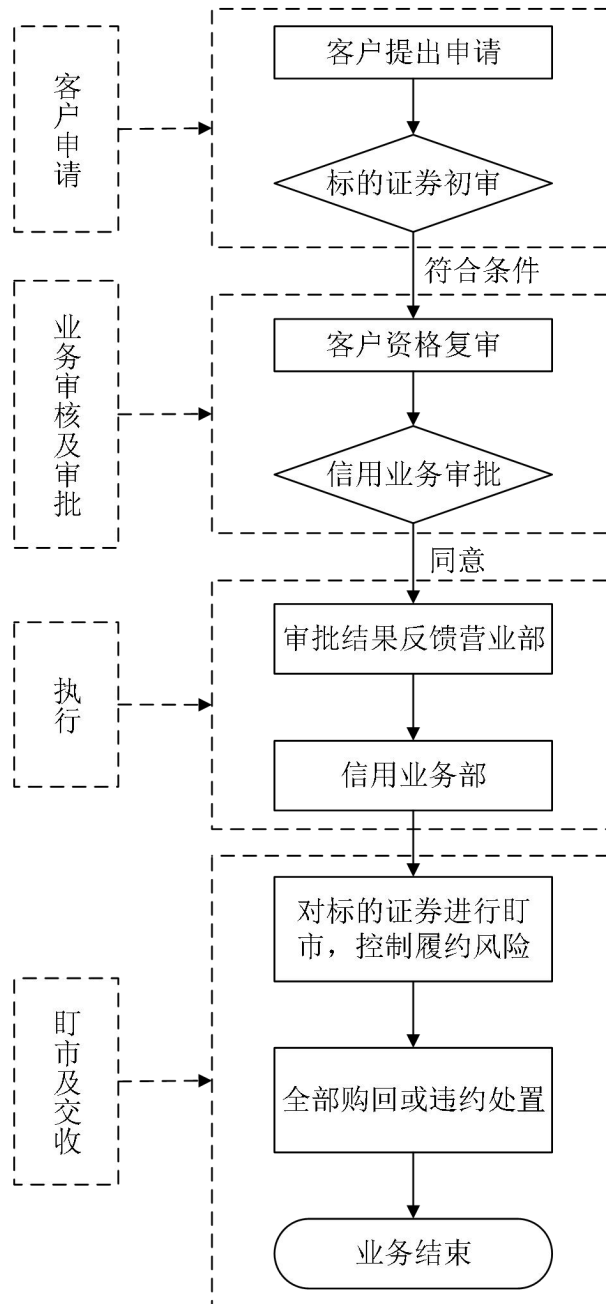 客户申请
客户提出申请
标的证券初审
符合条件
业务审核及审批
客户资格复审
信用业务审批
同意
执行
审批结果反馈营业部
信用业务部
盯市及交收
对标的证券进行盯
市，控制履约风险
全部购回或违约处置
业务结束